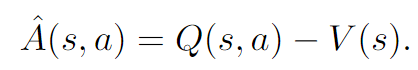 Â(s, a) = Q(s, a) − V(s).